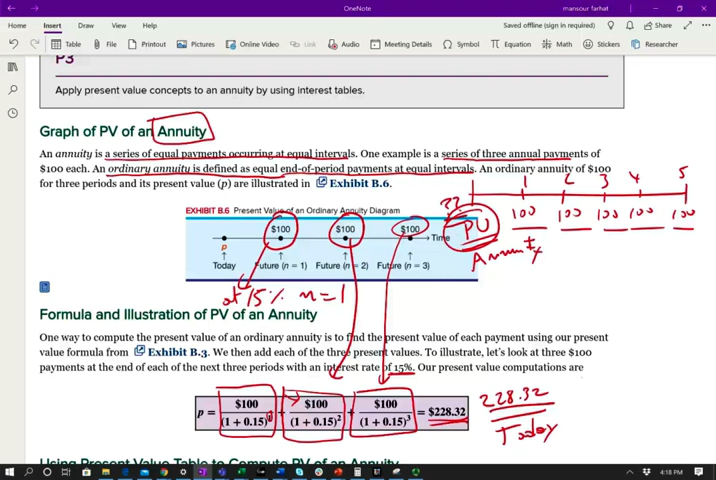 OneNote
mansour farhat
Home
Insert
Draw
View
Help
Saved offline (sign in required)
Share
Table
File
Printout
Pictures
Online Video
Link
Audio
Meeting Details
Symbol
Equation
Math
Stickers
Researcher
P3
Apply present value concepts to an annuity by using interest tables.
Graph of PV of an Annuity
An annuity is a series of equal payments occurring at equal intervals. One example is a series of three annual payments of
$100 each. An ordinary annuity is defined as equal end-of-period payments at equal intervals. An ordinary annuity of $100
for three periods and its present value (p) are illustrated in Exhibit B.6.
1 2 3 4 5
100 100 100 100 100
??
PV
Annuity
EXHIBIT B.6 Present Value of an Ordinary Annuity Diagram
$100 $100 $100
Time
p
Today Future (n = 1) Future (n = 2) Future (n = 3)
at 15% n = 1
Formula and Illustration of PV of an Annuity
One way to compute the present value of an ordinary annuity is to find the present value of each payment using our present
value formula from Exhibit B.3. We then add each of the three present values. To illustrate, let's look at three $100
payments at the end of each of the next three periods with an interest rate of 15%. Our present value computations are
p = $100/(1 + 0.15)¹ + $100/(1 + 0.15)² + $100/(1 + 0.15)³ = $228.32
228.32
Today
Using Present Value Table to Compute PV of an Annuity
4:18 PM